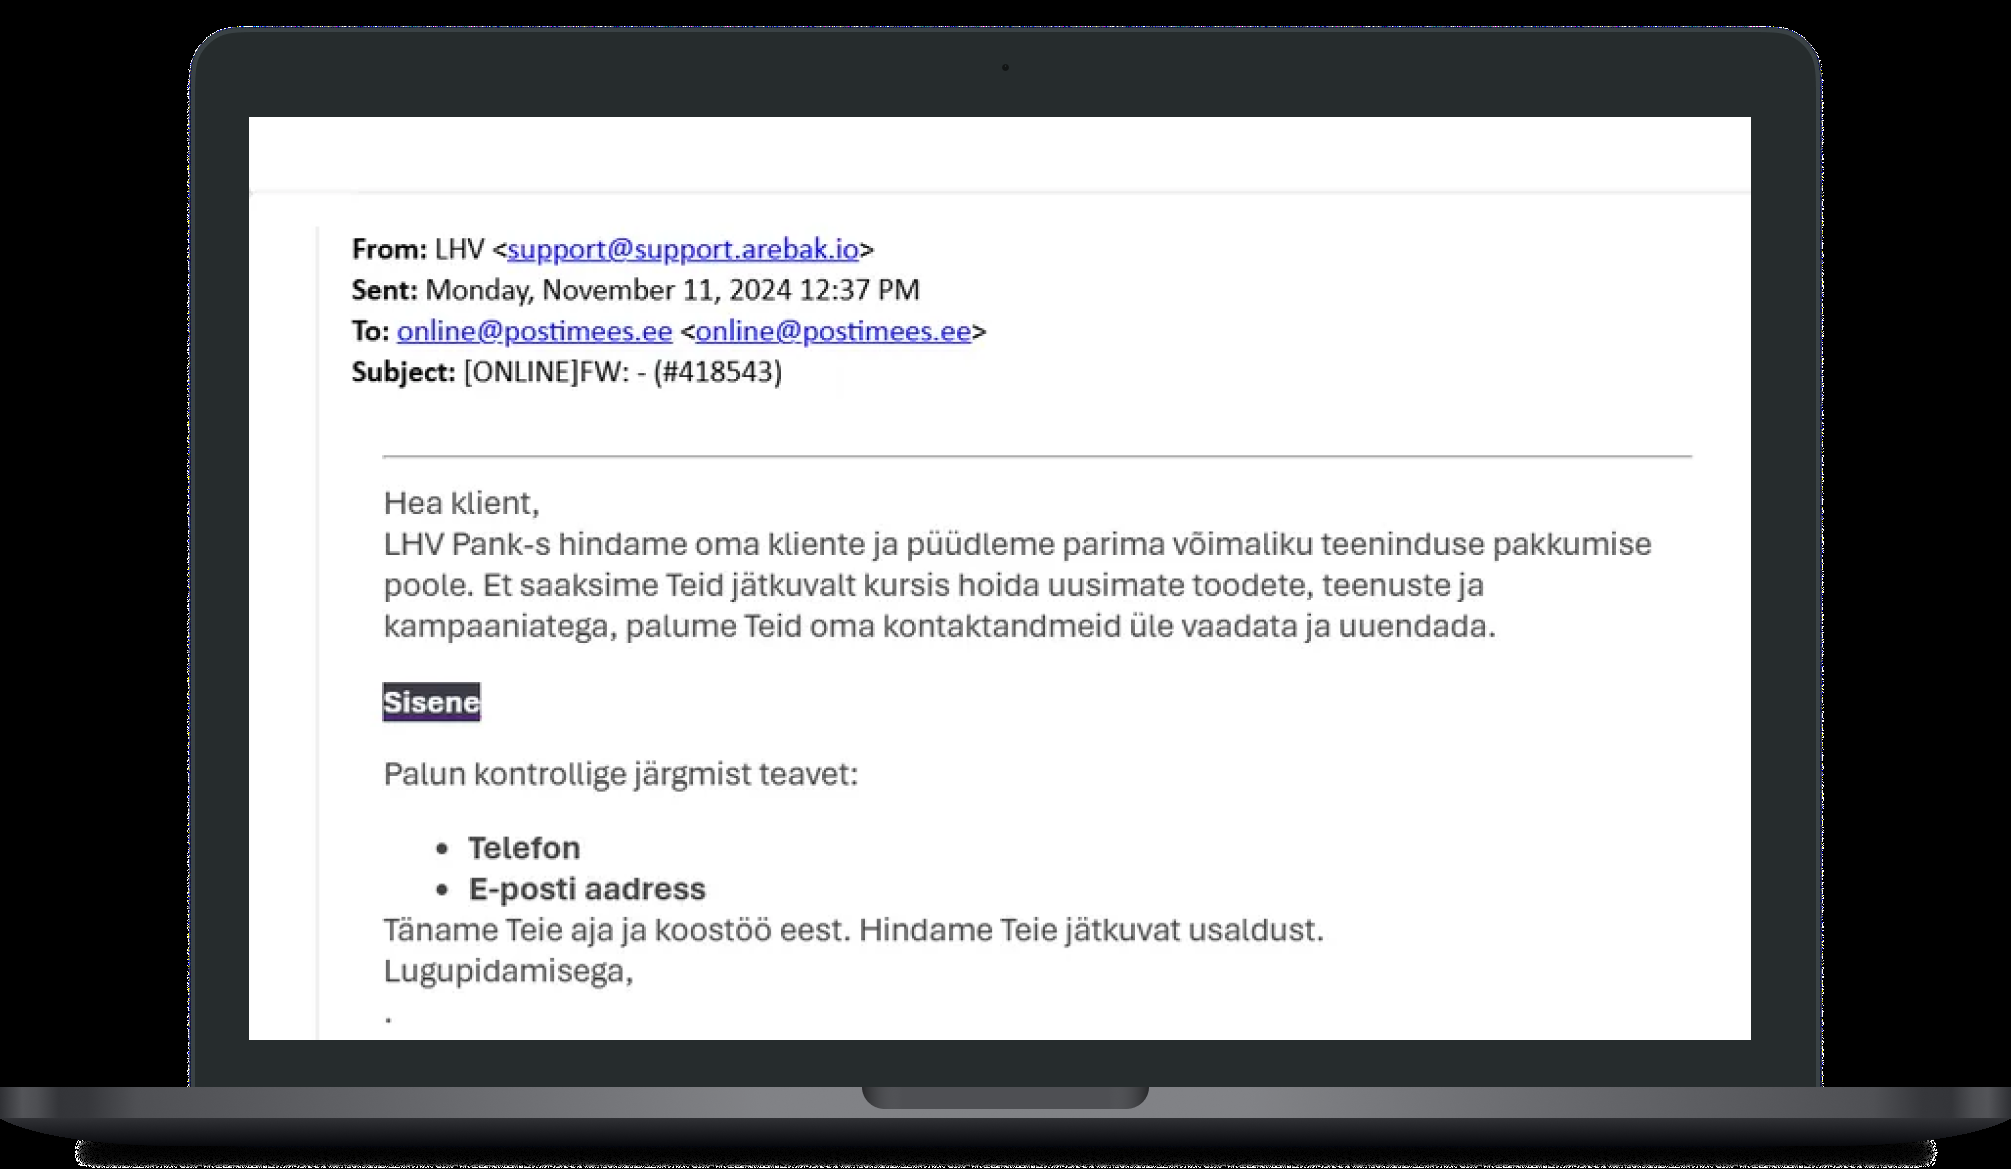 From: LHV <support@support.arebak.io>
Sent: Monday, November 11, 2024 12:37 PM
To: online@postimees.ee <online@postimees.ee>
Subject: [ONLINE]FW: - (#418543)
Hea klient,
LHV Pank-s hindame oma kliente ja püüdleme parima võimaliku teeninduse pakkumise
poole. Et saaksime Teid jätkuvalt kursis hoida uusimate toodete, teenuste ja
kampaaniatega, palume Teid oma kontaktandmeid üle vaadata ja uuendada.
Sisene
Palun kontrollige järgmist teavet:
• Telefon
• E-posti aadress
Täname Teie aja ja koostöö eest. Hindame Teie jätkuvat usaldust.
Lugupidamisega,
.